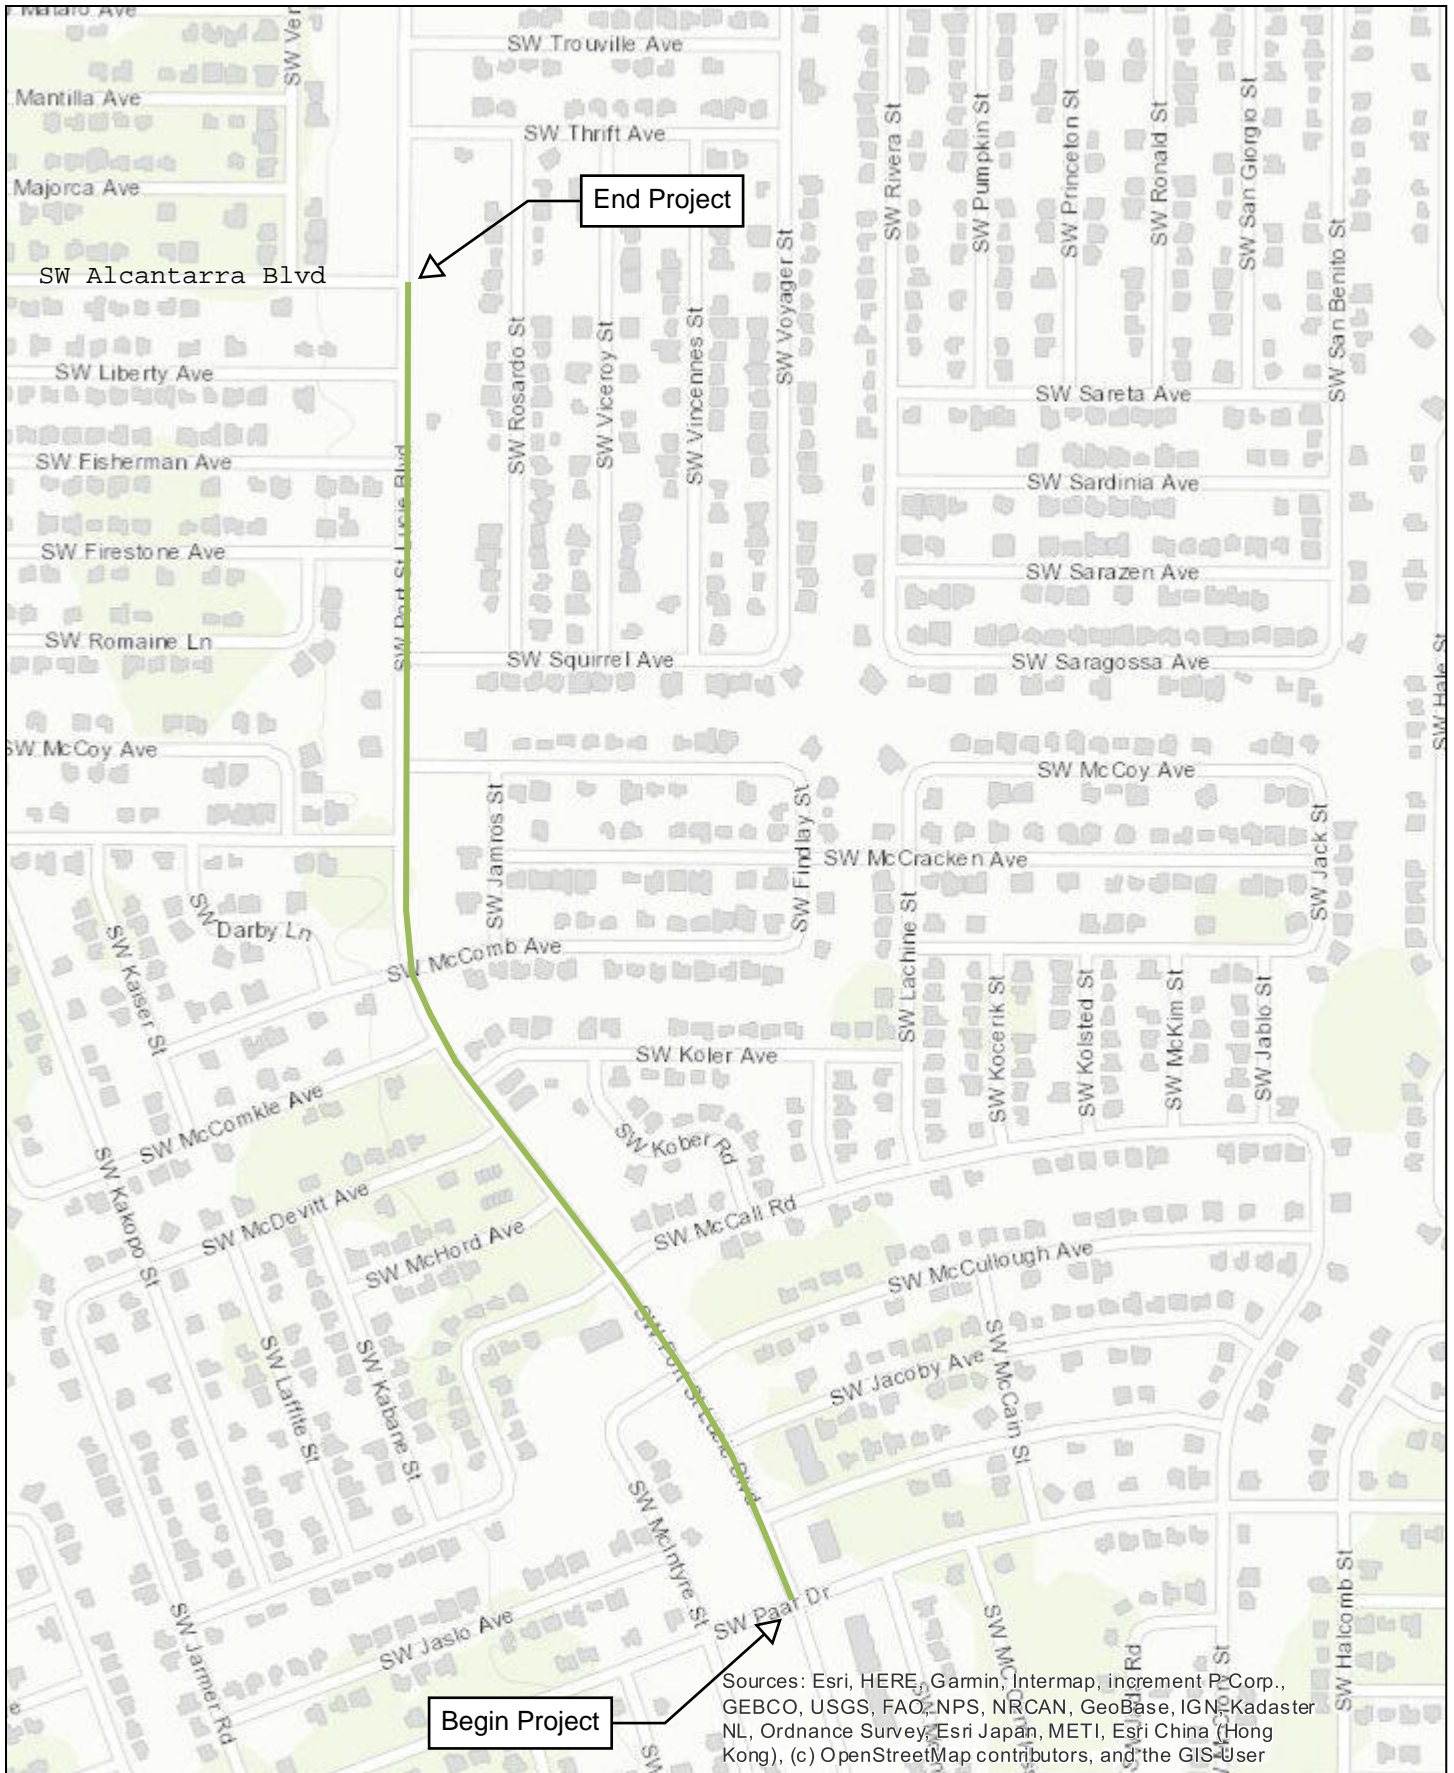 Mataro Ave
SW Ver
SW Trouville Ave
Mantilla Ave
SW Thrift Ave
SW Rivera St
SW Pumpkin St
SW Princeton St
SW Ronald St
SW San Giorgio St
Majorca Ave
End Project
SW Alcantarra Blvd
SW Voyager St
SW San Benito St
SW Liberty Ave
SW Rosardo St
SW Viceroy St
SW Vincennes St
SW Sareta Ave
SW Fisherman Ave
SW Port St Lucie Blvd
SW Sardinia Ave
SW Firestone Ave
SW Sarazen Ave
SW Romaine Ln
SW Squirrel Ave
SW Saragossa Ave
SW Hale St
SW McCoy Ave
SW McCoy Ave
SW Jamros St
SW Findlay St
SW McCracken Ave
SW Jack St
SW Darby Ln
SW Kaiser St
SW McComb Ave
SW Lachine St
SW Kocerik St
SW Kolsted St
SW McKim St
SW Jablo St
SW Koler Ave
SW McComkle Ave
SW Kober Rd
SW Kakopo St
SW McDevitt Ave
SW McCall Rd
SW McHord Ave
SW McCullough Ave
SW Port St Lucie Blvd
SW Laffite St
SW Kabane St
SW Jacoby Ave
SW McCain St
SW McIntyre St
SW Paar Dr
SW Jaslo Ave
SW Jarmer Rd
SW Halcomb St
Begin Project
SW
Rd
Sources: Esri, HERE, Garmin, Intermap, increment P Corp.,
GEBCO, USGS, FAO, NPS, NRCAN, GeoBase, IGN, Kadaster
NL, Ordnance Survey, Esri Japan, METI, Esri China (Hong
Kong), (c) OpenStreetMap contributors, and the GIS User